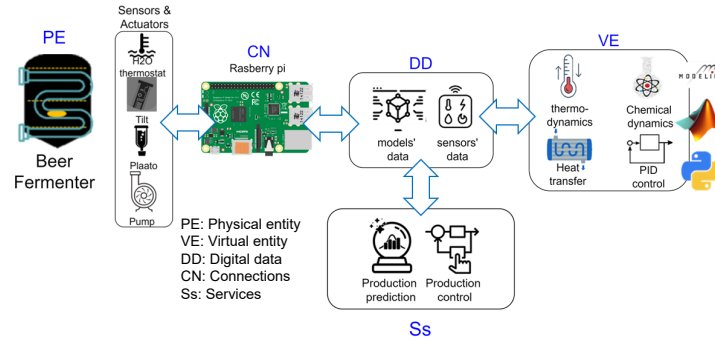 Sensors &
Actuators
PE
H2O
thermostat
Tilt
Plaato
Pump
Beer
Fermenter
CN
Rasberry pi
DD
models'
data
sensors'
data
VE
thermo-
dynamics
Chemical
dynamics
Heat
transfer
PID
control
PE: Physical entity
VE: Virtual entity
DD: Digital data
CN: Connections
Ss: Services
Production
prediction
Production
control
Ss